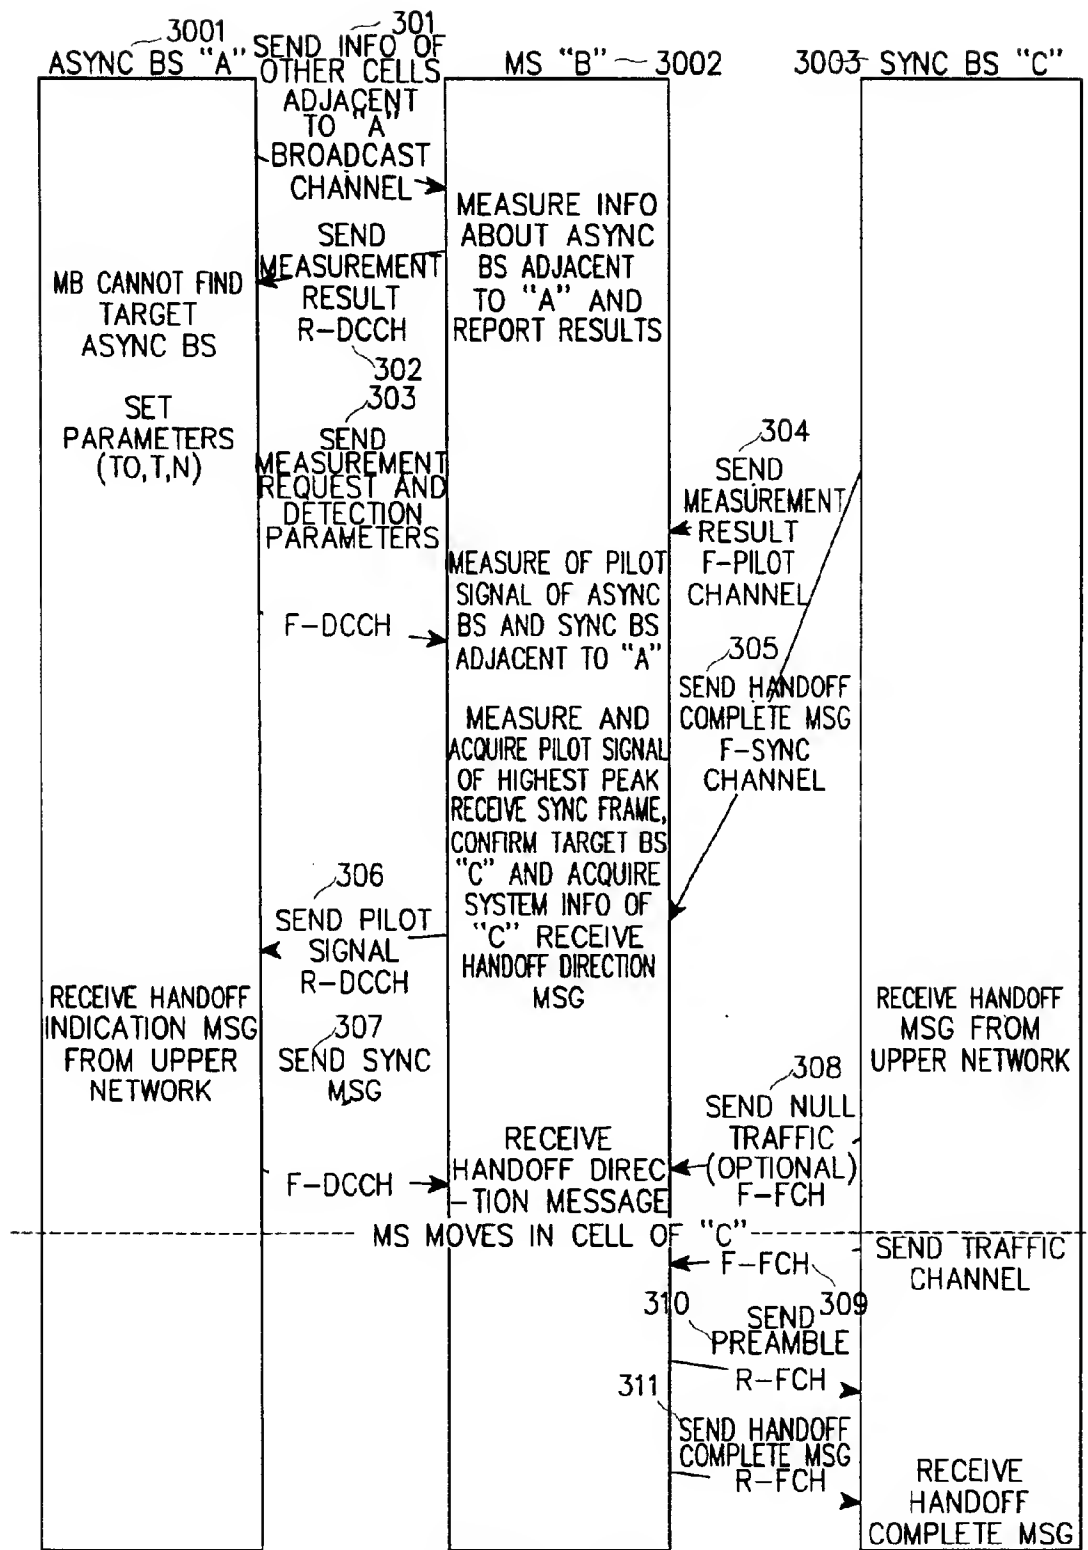 3001
ASYNC BS "A"
301
SEND INFO OF
OTHER CELLS
ADJACENT
TO "A"
BROADCAST
CHANNEL
MS "B" 3002
3003 SYNC BS "C"
MEASURE INFO
ABOUT ASYNC
BS ADJACENT
TO "A" AND
REPORT RESULTS
SEND
MEASUREMENT
RESULT
R-DCCH
302
MB CANNOT FIND
TARGET
ASYNC BS
SET
PARAMETERS
(TO,T,N)
303
SEND
MEASUREMENT
REQUEST AND
DETECTION
PARAMETERS
F-DCCH
304
SEND
MEASUREMENT
RESULT
F-PILOT
CHANNEL
MEASURE OF PILOT
SIGNAL OF ASYNC
BS AND SYNC BS
ADJACENT TO "A"
305
SEND HANDOFF
COMPLETE MSG
F-SYNC
CHANNEL
MEASURE AND
ACQUIRE PILOT SIGNAL
OF HIGHEST PEAK
RECEIVE SYNC FRAME,
CONFIRM TARGET BS
"C" AND ACQUIRE
SYSTEM INFO OF
"C" RECEIVE
HANDOFF DIRECTION
MSG
306
SEND PILOT
SIGNAL
R-DCCH
RECEIVE HANDOFF
INDICATION MSG
FROM UPPER
NETWORK
307
SEND SYNC
MSG
F-DCCH
RECEIVE HANDOFF
MSG FROM
UPPER NETWORK
308
SEND NULL
TRAFFIC
(OPTIONAL)
F-FCH
RECEIVE
HANDOFF DIREC
-TION MESSAGE
MS MOVES IN CELL OF "C"
SEND TRAFFIC
CHANNEL
F-FCH
309
310
SEND
PREAMBLE
R-FCH
311
SEND HANDOFF
COMPLETE MSG
R-FCH
RECEIVE
HANDOFF
COMPLETE MSG